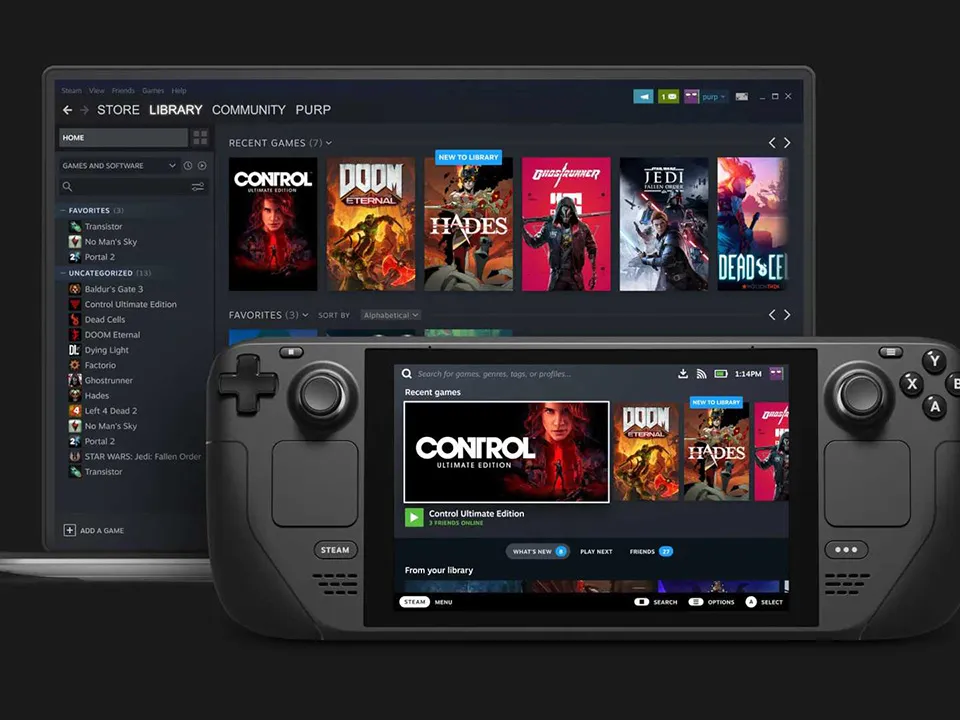 Steam View Friends Games Help
STORE LIBRARY COMMUNITY PURP
1
purp
HOME
GAMES AND SOFTWARE
FAVORITES (3)
Transistor
No Man's Sky
Portal 2
UNCATEGORIZED (13)
Baldur's Gate 3
Control Ultimate Edition
Dead Cells
DOOM Eternal
Dying Light
Factorio
Ghostrunner
Hades
Left 4 Dead 2
No Man's Sky
Portal 2
STAR WARS: Jedi: Fallen Order
Transistor
ADD A GAME
RECENT GAMES (7)
NEW TO LIBRARY
CONTROL
ULTIMATE EDITION
DOOM
ETERNAL
HADES
GHOSTRUNNER
STAR WARS
JEDI
FALLEN ORDER
DEAD CE
FAVORITES (3) SORT BY Alphabetical
Search for games, genres, tags, or profiles...
1:14PM
Recent games
NEW TO LIBRARY
CONTROL
ULTIMATE EDITION
DOOM
ETERNAL
HADES
Control Ultimate Edition
3 FRIENDS ONLINE
WHAT'S NEW 8 PLAY NEXT FRIENDS 27
From your library
STEAM MENU
SEARCH OPTIONS A SELECT
STEAM
Y
X
B
A